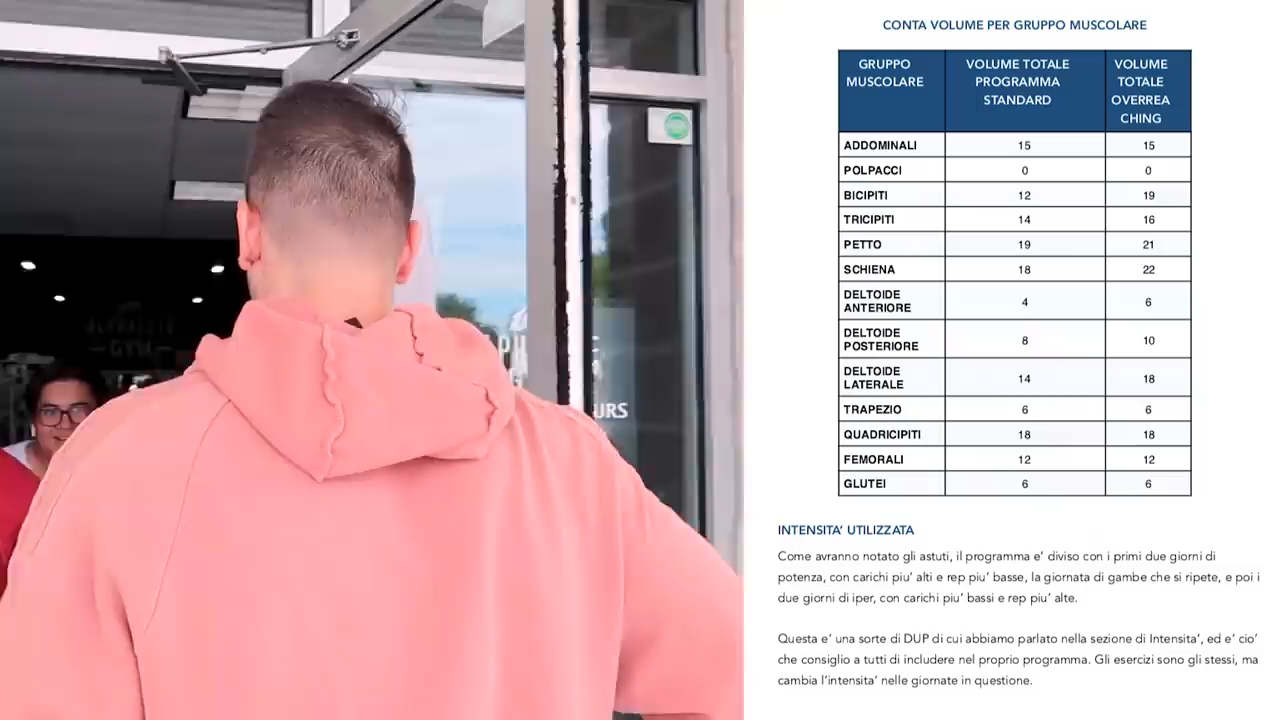 CONTA VOLUME PER GRUPPO MUSCOLARE
GRUPPO MUSCOLARE VOLUME TOTALE PROGRAMMA STANDARD VOLUME TOTALE OVERREA CHING
ADDOMINALI 15 15
POLPACCI 0 0
BICIPITI 12 19
TRICIPITI 14 16
PETTO 19 21
SCHIENA 18 22
DELTOIDE ANTERIORE 4 6
DELTOIDE POSTERIORE 8 10
DELTOIDE LATERALE 14 18
TRAPEZIO 6 6
QUADRICIPITI 18 18
FEMORALI 12 12
GLUTEI 6 6
INTENSITA' UTILIZZATA
Come avranno notato gli astuti, il programma e' diviso con i primi due giorni di
potenza, con carichi piu' alti e rep piu' basse, la giornata di gambe che si ripete, e poi i
due giorni di iper, con carichi piu' bassi e rep piu' alte.
Questa e' una sorte di DUP di cui abbiamo parlato nella sezione di Intensita', ed e' cio'
che consiglio a tutti di includere nel proprio programma. Gli esercizi sono gli stessi, ma
cambia l'intensita' nelle giornate in questione.
GYM